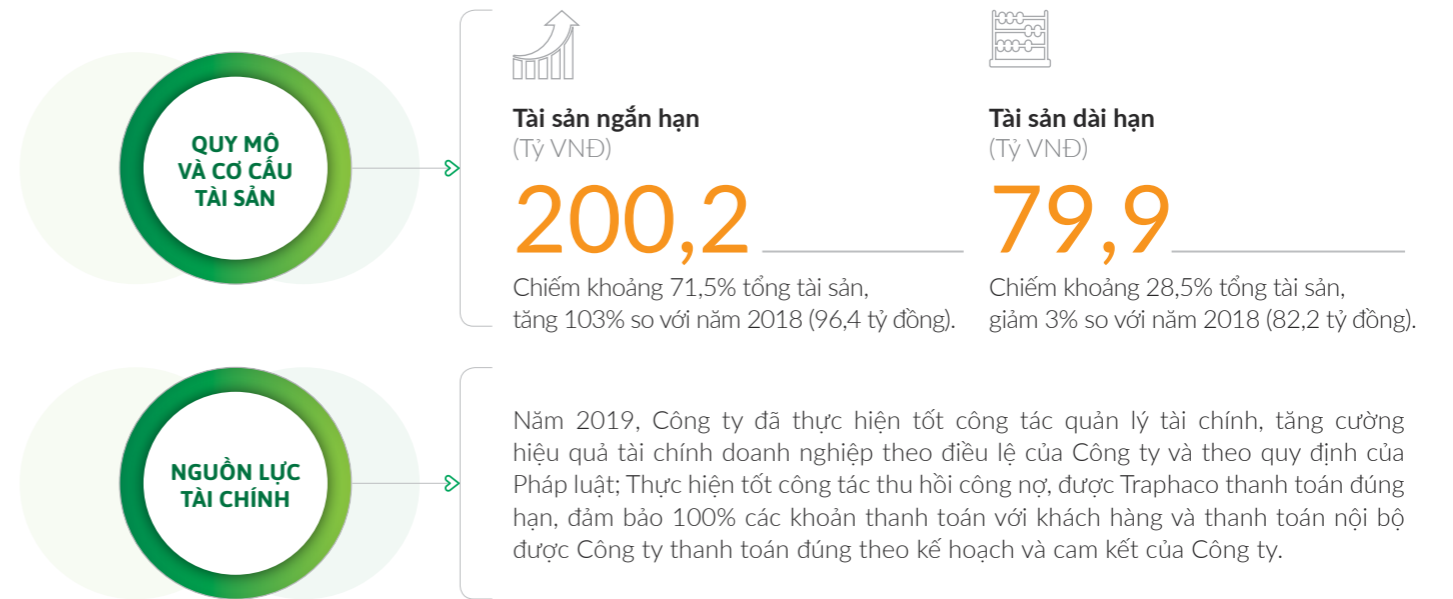 QUY MÔ
VÀ CƠ CẤU
TÀI SẢN
Tài sản ngắn hạn
(Tỷ VNĐ)
200,2
Chiếm khoảng 71,5% tổng tài sản,
tăng 103% so với năm 2018 (96,4 tỷ đồng).
Tài sản dài hạn
(Tỷ VNĐ)
79,9
Chiếm khoảng 28,5% tổng tài sản,
giảm 3% so với năm 2018 (82,2 tỷ đồng).
NGUỒN LỰC
TÀI CHÍNH
Năm 2019, Công ty đã thực hiện tốt công tác quản lý tài chính, tăng cường
hiệu quả tài chính doanh nghiệp theo điều lệ của Công ty và theo quy định của
Pháp luật; Thực hiện tốt công tác thu hồi công nợ, được Traphaco thanh toán đúng
hạn, đảm bảo 100% các khoản thanh toán với khách hàng và thanh toán nội bộ
được Công ty thanh toán đúng theo kế hoạch và cam kết của Công ty.